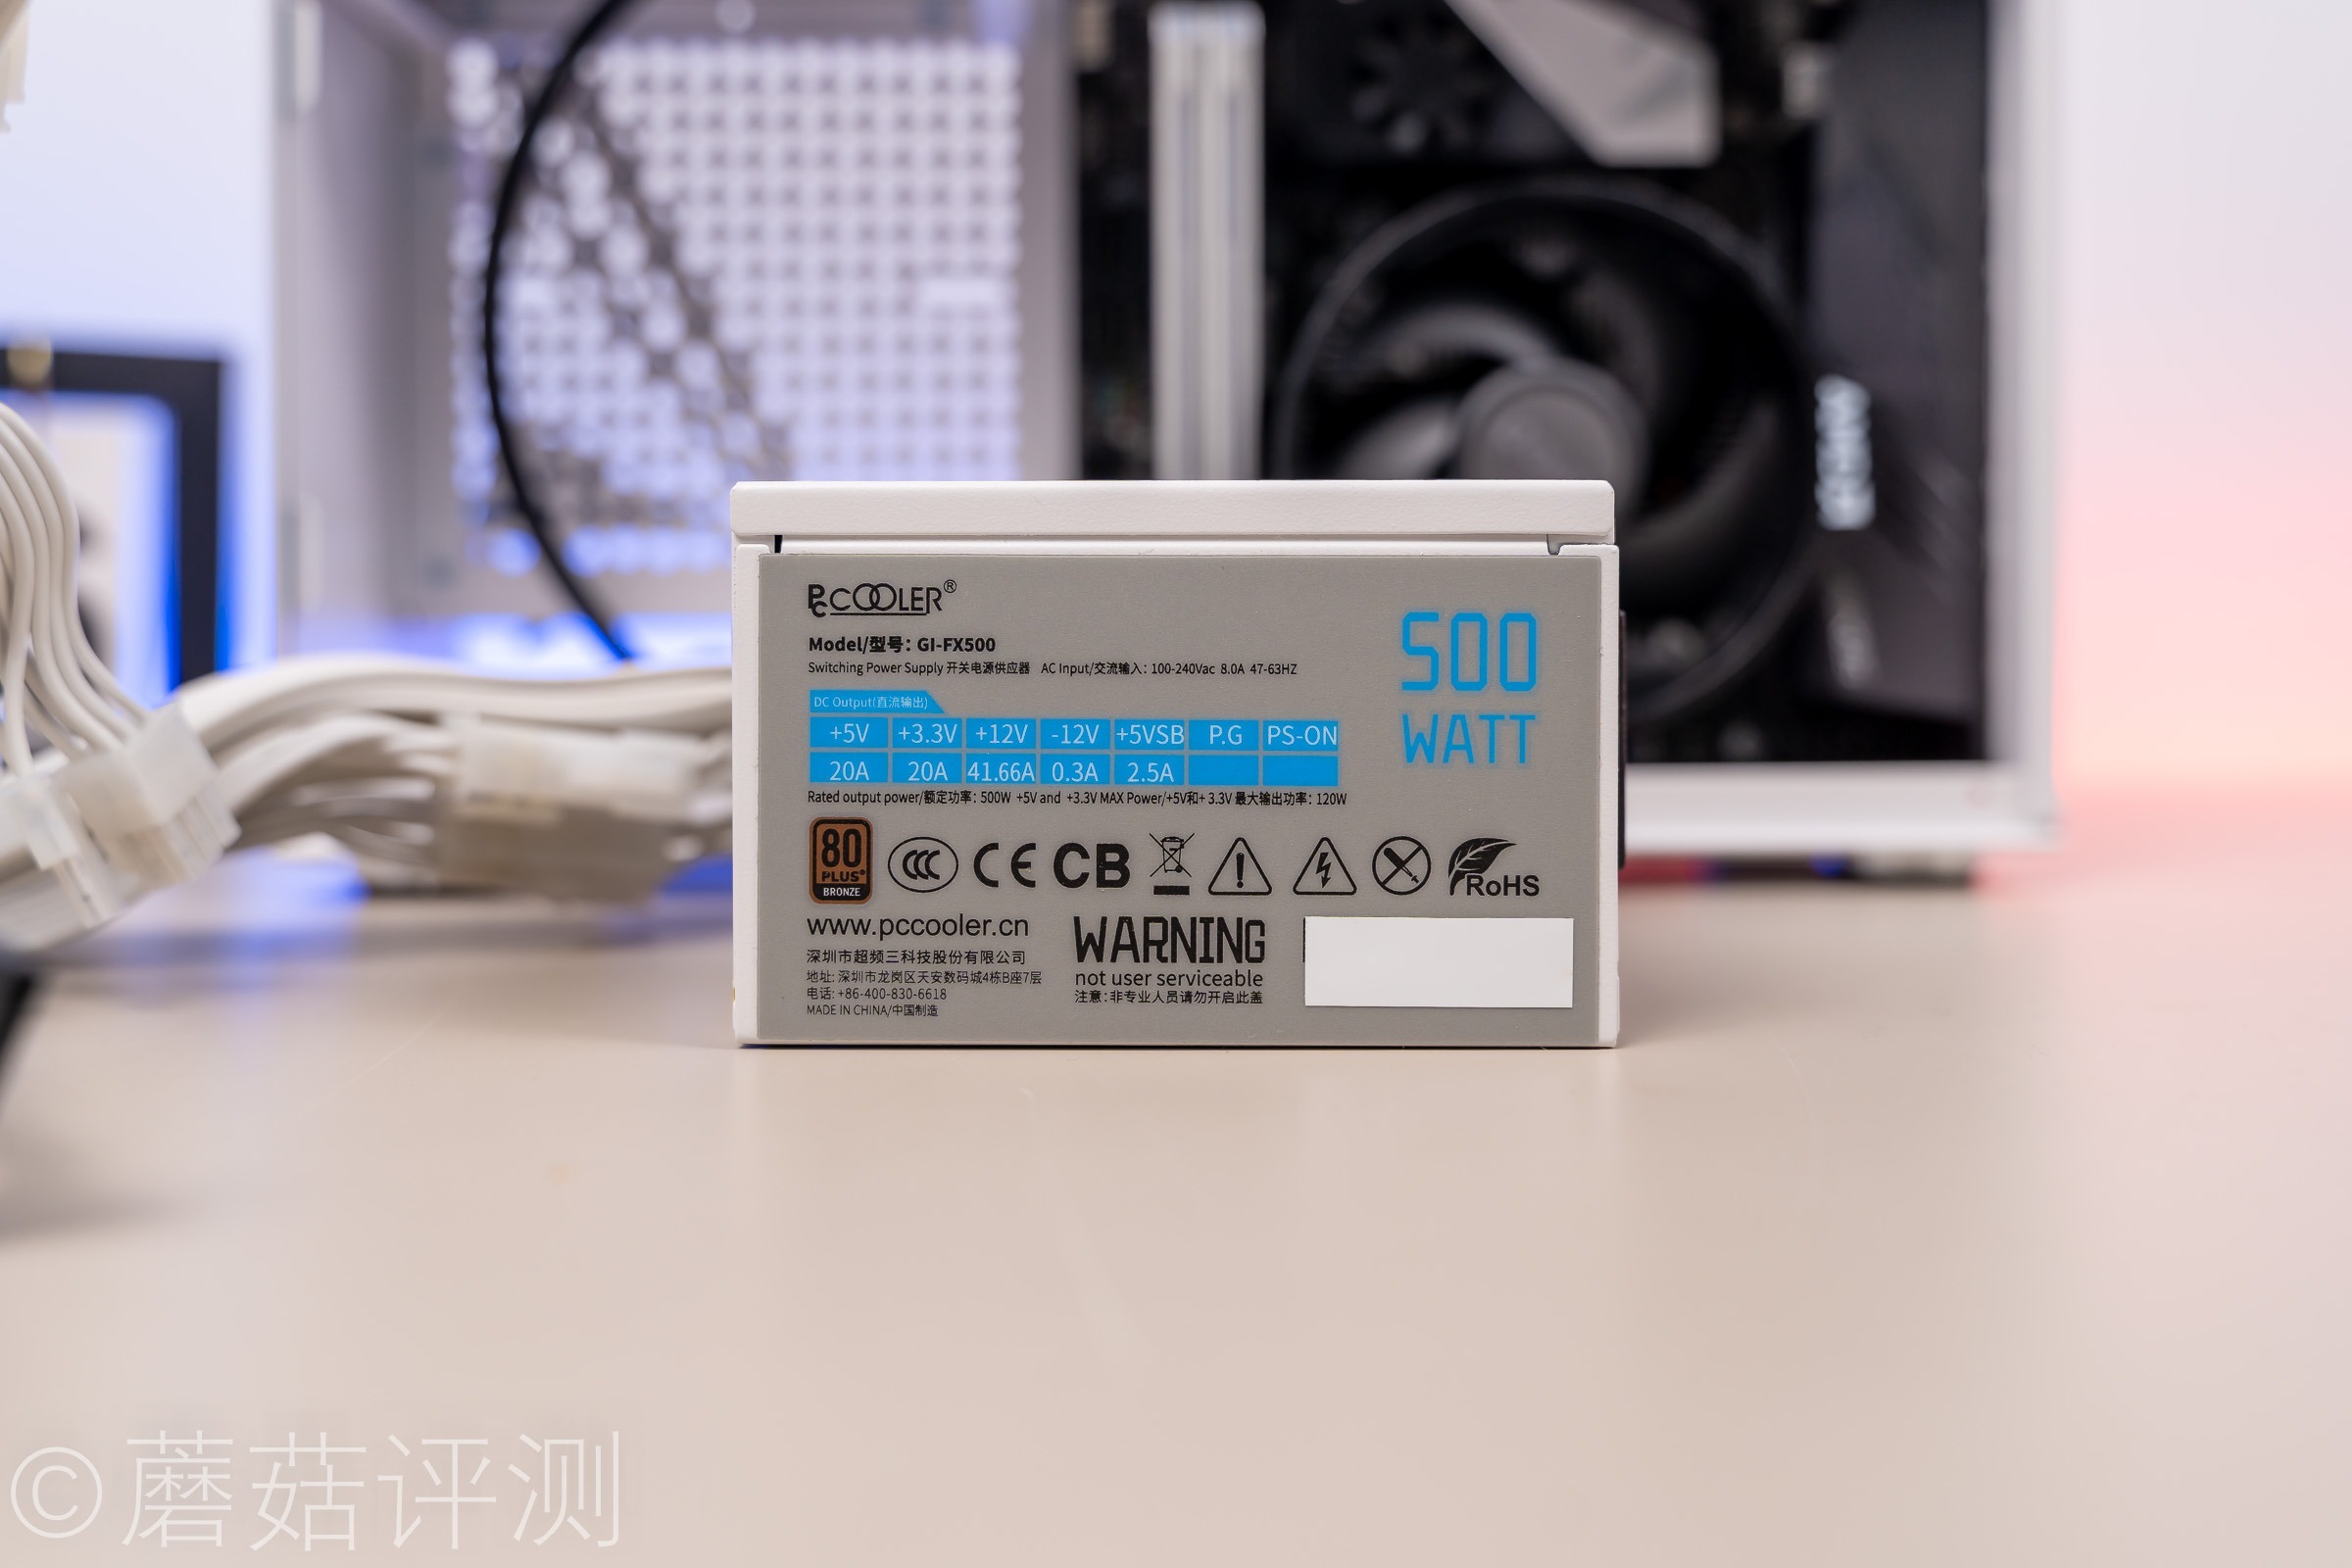 PCCOOLER®
Model/型号: GI-FX500
Switching Power Supply 开关电源供应器 AC Input/交流输入: 100-240Vac 8.0A 47-63HZ
500
WATT
DC Output(直流输出)
+5V +3.3V +12V -12V +5VSB P.G PS-ON
20A 20A 41.66A 0.3A 2.5A
Rated output power/额定功率: 500W +5V and +3.3V MAX Power/+5V和+3.3V 最大输出功率: 120W
80
PLUS®
BRONZE
CCC CE CB RoHS
www.pccooler.cn
深圳市超频三科技股份有限公司
地址: 深圳市龙岗区天安数码城4栋B座7层
电话: +86-400-830-6618
MADE IN CHINA/中国制造
WARNING
not user serviceable
注意:非专业人员请勿开启此盖
©蘑菇评测